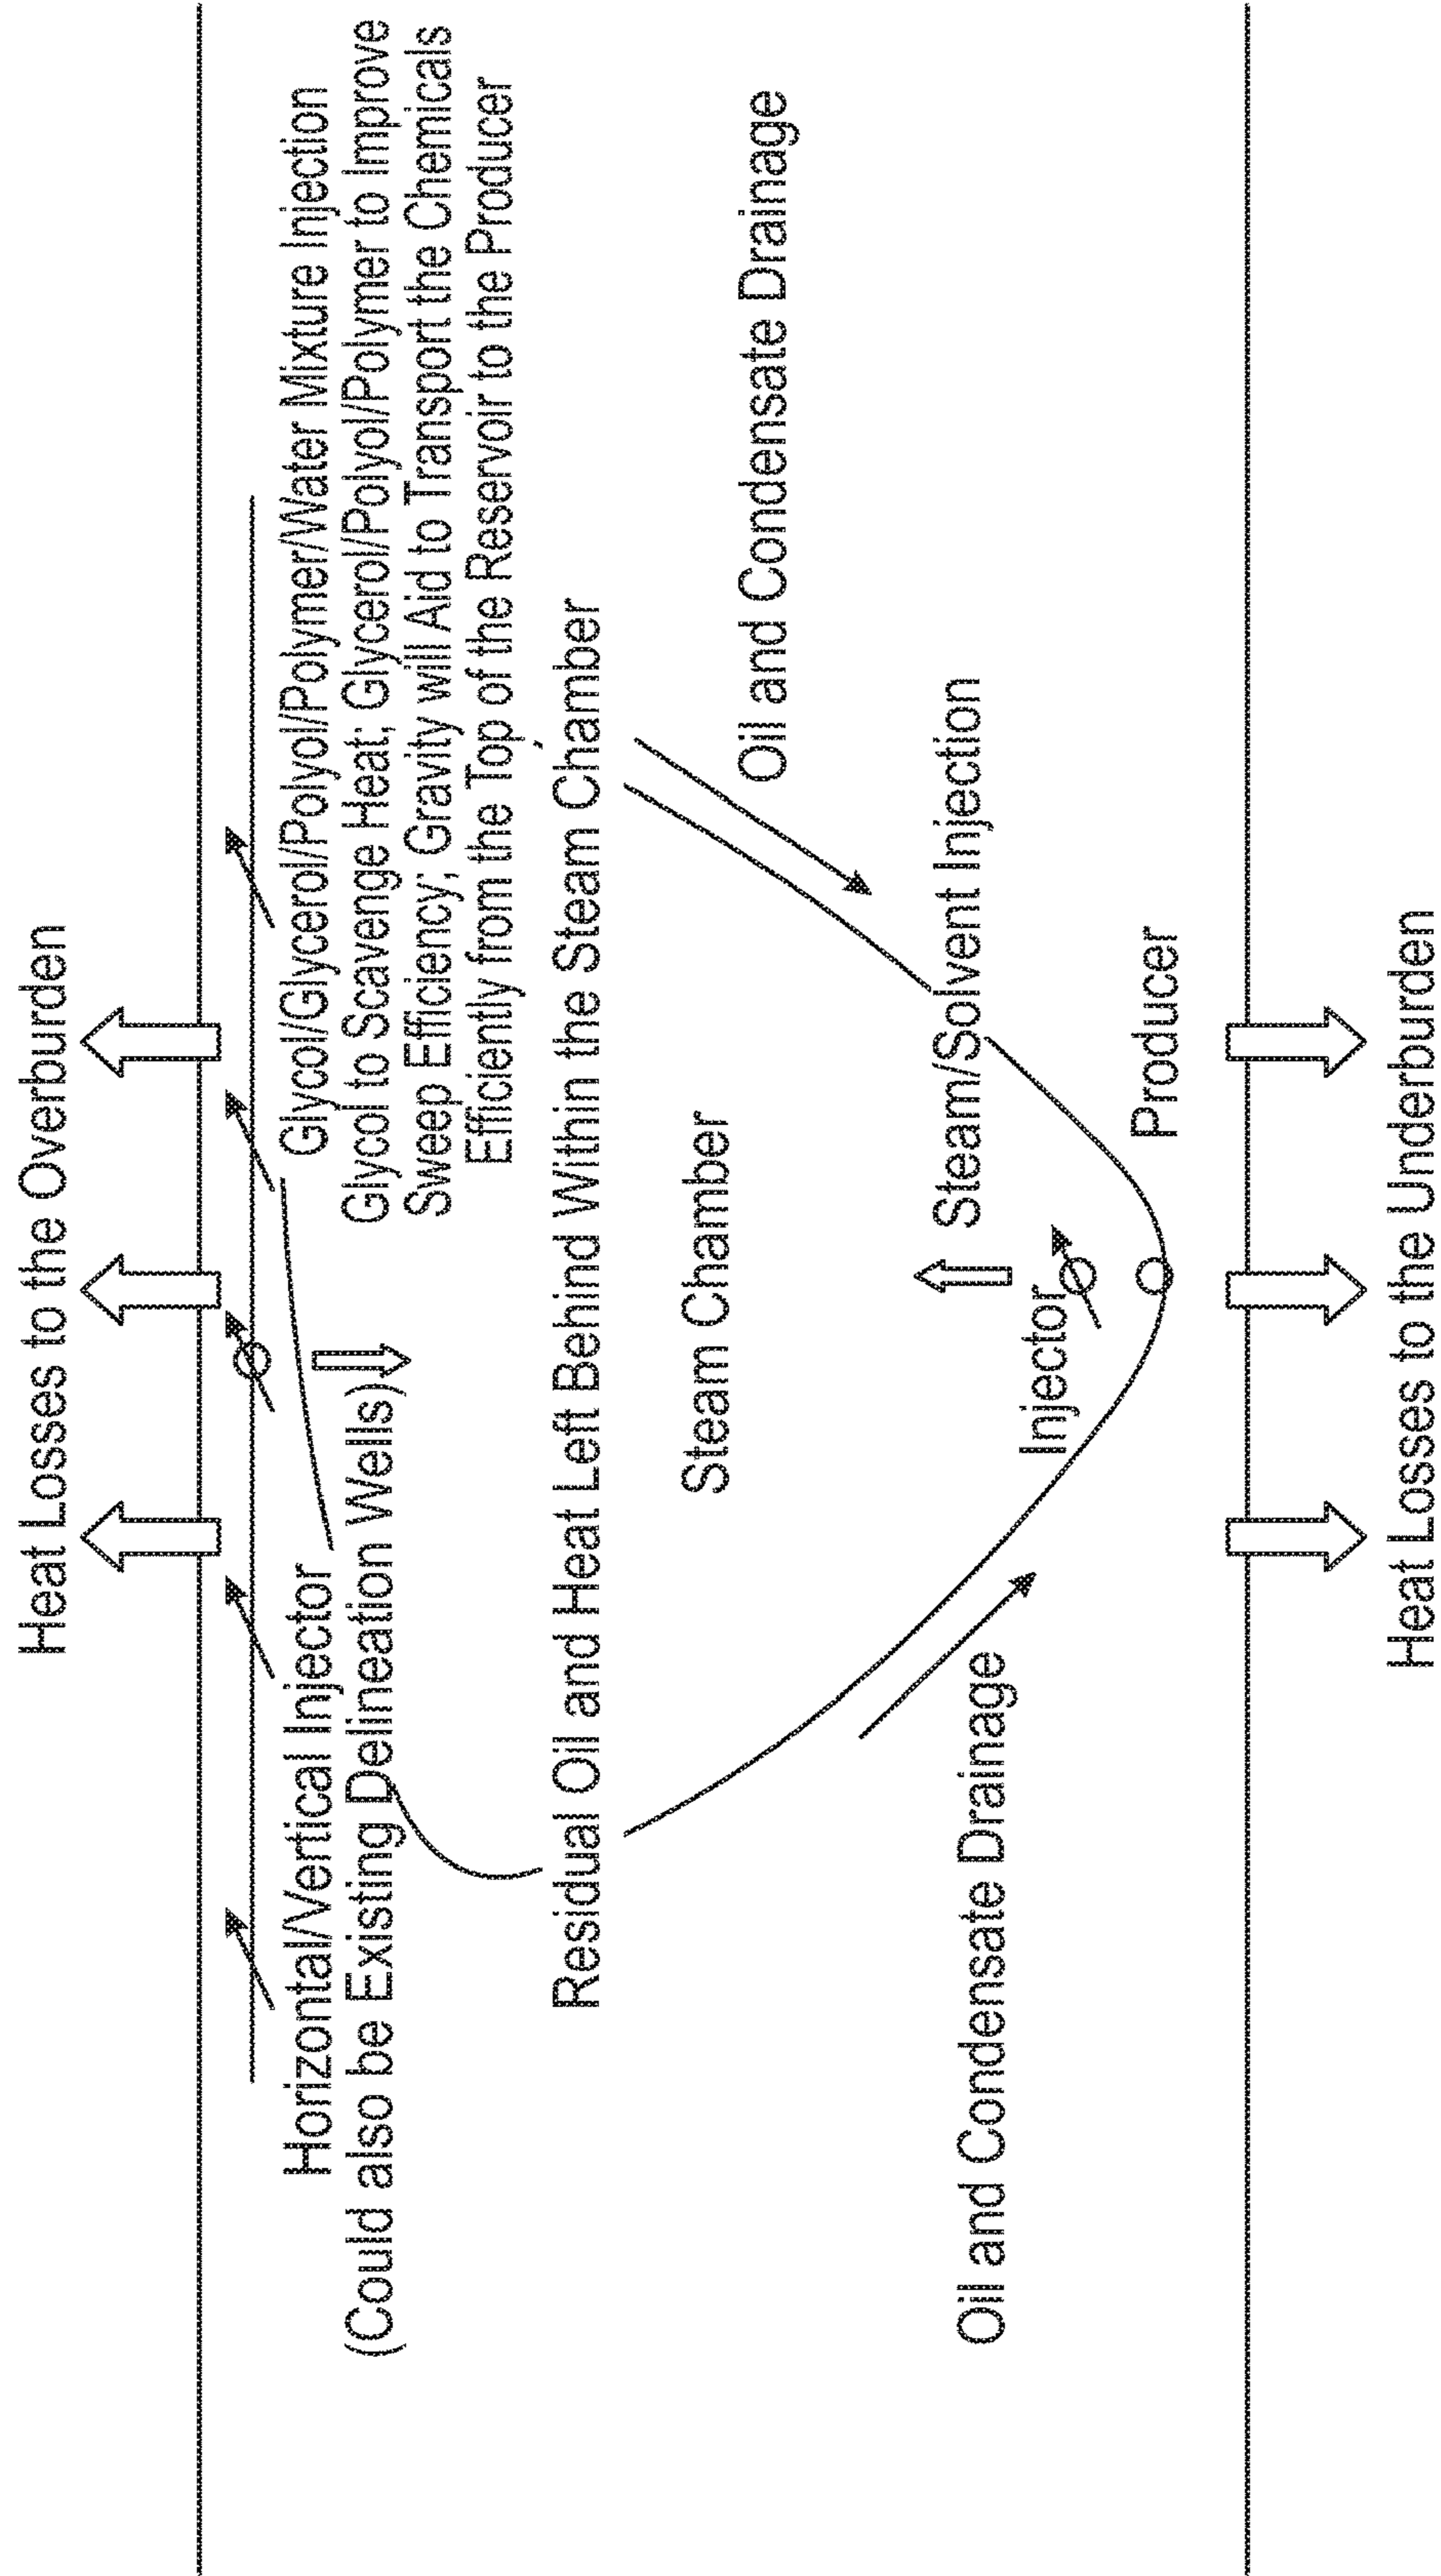 Heat Losses to the Overburden
Horizontal/Vertical Injector
(Could also be Existing Delineation Wells)
Glycol/Glycerol/Polyol/Polymer/Water Mixture Injection
Glycol to Scavenge Heat; Glycerol/Polyol/Polymer to Improve
Sweep Efficiency; Gravity will Aid to Transport the Chemicals
Efficiently from the Top of the Reservoir to the Producer
Residual Oil and Heat Left Behind Within the Steam Chamber
Steam Chamber
Oil and Condensate Drainage
Oil and Condensate Drainage
Steam/Solvent Injection
Injector
Producer
Heat Losses to the Underburden